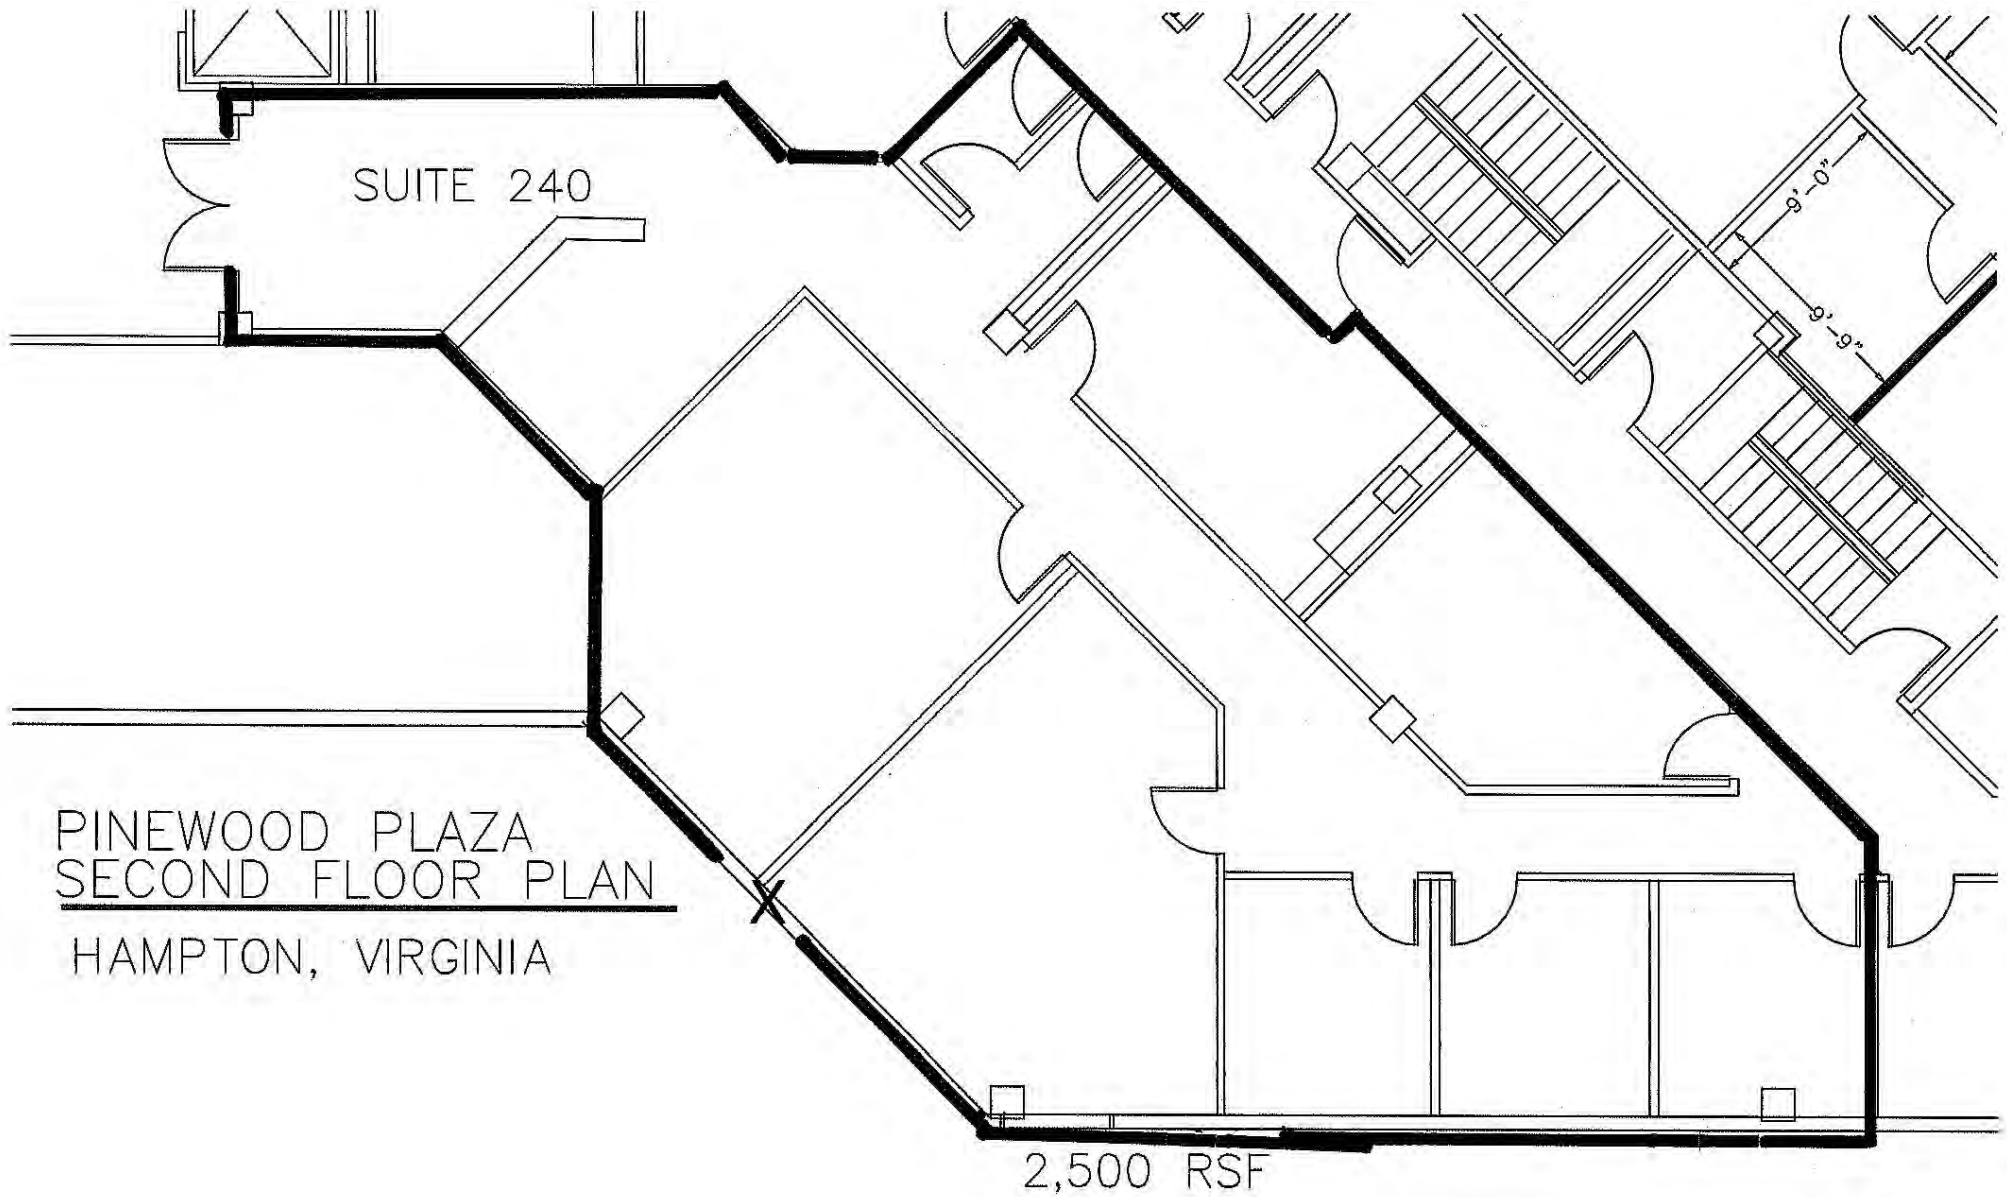 SUITE 240
9'-0"
9'-9"
PINEWOOD PLAZA
SECOND FLOOR PLAN
HAMPTON, VIRGINIA
X
2,500 RSF